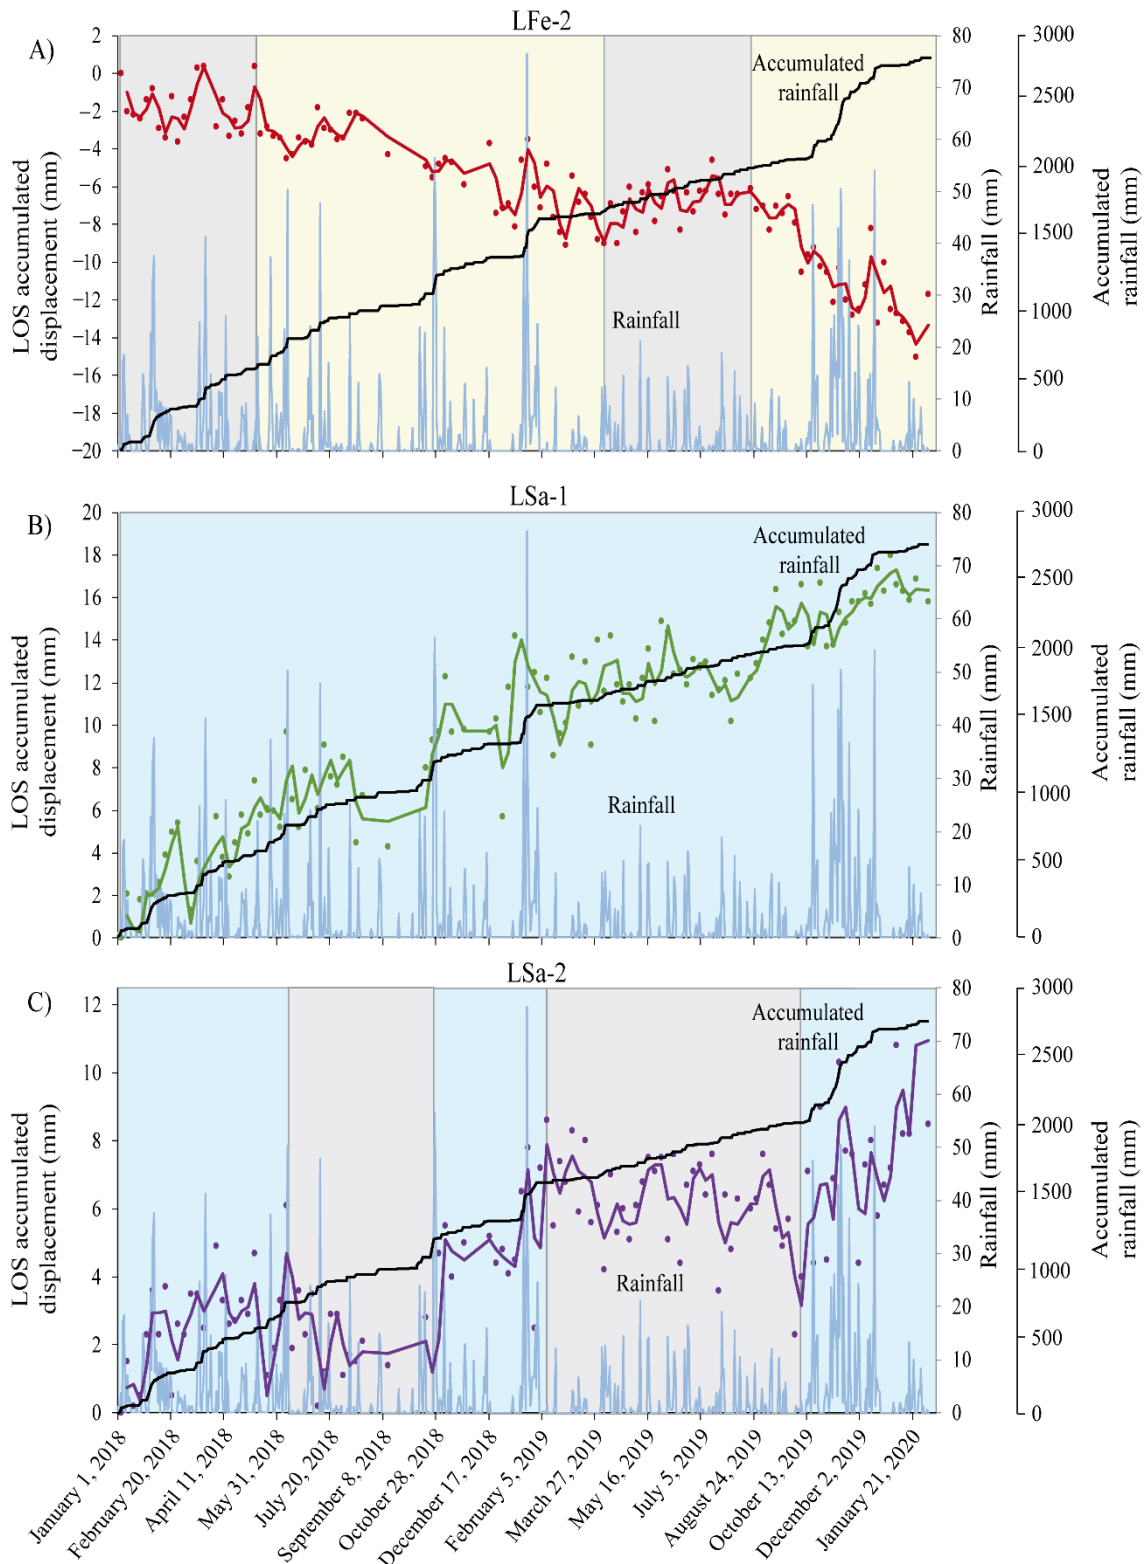 LFe-2
A)
2
0
−2
−4
−6
−8
−10
−12
−14
−16
−18
−20
LOS accumulated
displacement (mm)
Accumulated
rainfall
Rainfall
80
70
60
50
40
30
20
10
0
Rainfall (mm)
3000
2500
2000
1500
1000
500
0
Accumulated
rainfall (mm)
LSa-1
B)
20
18
16
14
12
10
8
6
4
2
0
LOS accumulated
displacement (mm)
Accumulated
rainfall
Rainfall
80
70
60
50
40
30
20
10
0
Rainfall (mm)
3000
2500
2000
1500
1000
500
0
Accumulated
rainfall (mm)
LSa-2
C)
12
10
8
6
4
2
0
LOS accumulated
displacement (mm)
Accumulated
rainfall
Rainfall
80
70
60
50
40
30
20
10
0
Rainfall (mm)
3000
2500
2000
1500
1000
500
0
Accumulated
rainfall (mm)
January 1, 2018
February 20, 2018
April 11, 2018
May 31, 2018
July 20, 2018
September 8, 2018
October 28, 2018
December 17, 2018
February 5, 2019
March 27, 2019
May 16, 2019
July 5, 2019
August 24, 2019
October 13, 2019
December 2, 2019
January 21, 2020